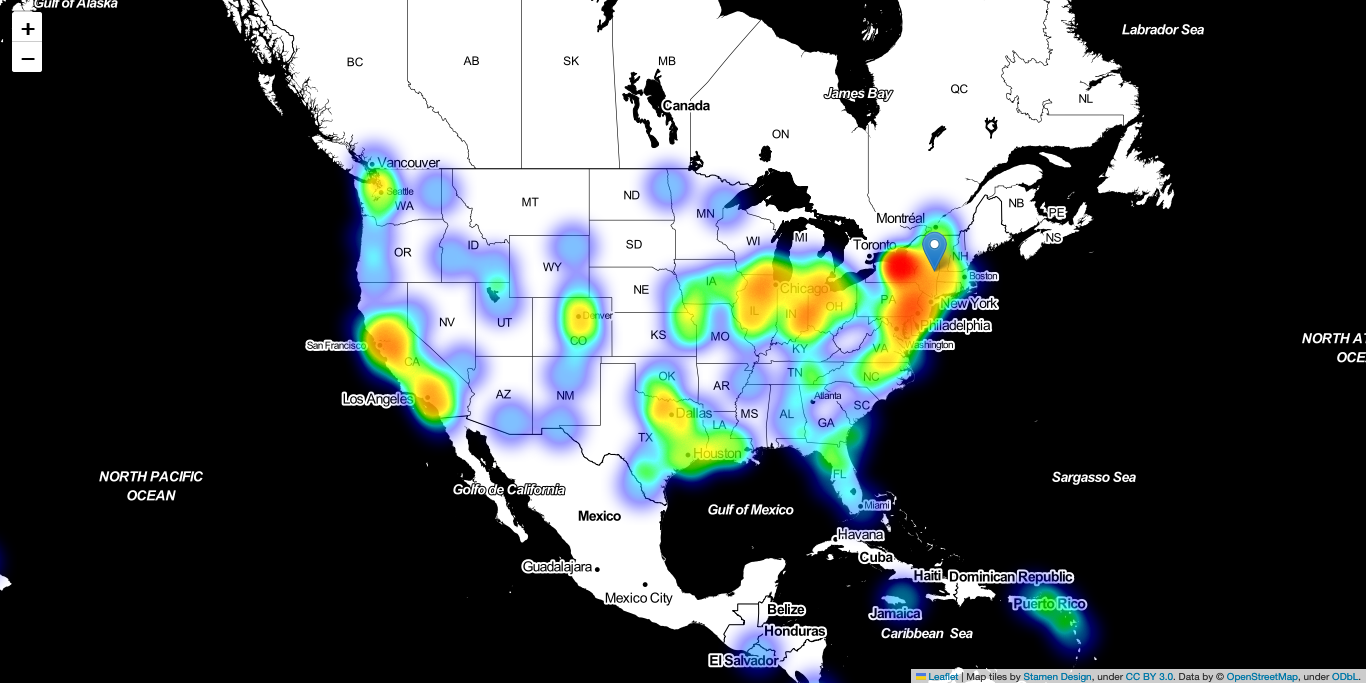 Gulf of Alaska
+
−
Labrador Sea
BC
AB
SK
MB
Canada
James Bay
QC
NL
ON
Vancouver
Seattle
WA
MT
ND
MN
Montréal
NB
PE
NS
OR
ID
WY
SD
WI
MI
Toronto
NH
Boston
NE
IA
Chicago
IL
IN
OH
PA
New York
Philadelphia
Washington
NV
UT
Denver
CO
KS
MO
KY
VA
San Francisco
CA
NORTH AT
OCE
Los Angeles
AZ
NM
OK
AR
TN
NC
Atlanta
SC
Dallas
TX
LA
MS
AL
GA
Houston
FL
Miami
NORTH PACIFIC
OCEAN
Golfo de California
Mexico
Gulf of Mexico
Sargasso Sea
Havana
Cuba
Guadalajara
Mexico City
Haiti
Dominican Republic
Puerto Rico
Jamaica
Belize
Honduras
El Salvador
Caribbean Sea
Leaflet | Map tiles by Stamen Design, under CC BY 3.0. Data by © OpenStreetMap, under ODbL.